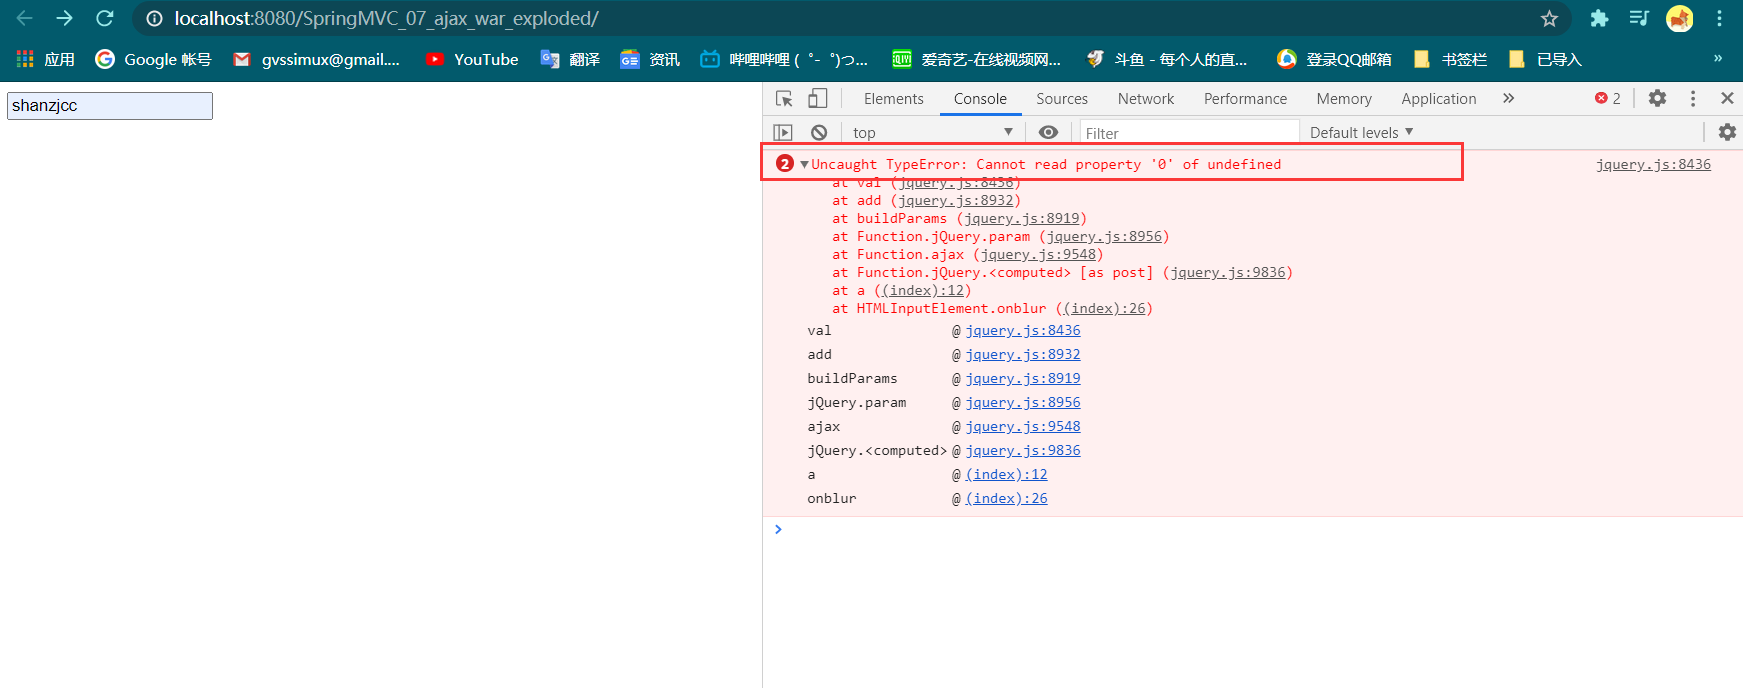 localhost:8080/SpringMVC_07_ajax_war_exploded/
应用 Google 帐号 gvssimux@gmail.... YouTube 翻译 资讯 哔哩哔哩 (゜-゜)つ... 爱奇艺-在线视频网... 斗鱼 - 每个人的直... 登录QQ邮箱 书签栏 已导入 »
shanzjcc
Elements Console Sources Network Performance Memory Application » 2
top Filter Default levels
2 Uncaught TypeError: Cannot read property '0' of undefined jquery.js:8436
at val (jquery.js:8436)
at add (jquery.js:8932)
at buildParams (jquery.js:8919)
at Function.jQuery.param (jquery.js:8956)
at Function.ajax (jquery.js:9548)
at Function.jQuery.<computed> [as post] (jquery.js:9836)
at a ((index):12)
at HTMLInputElement.onblur ((index):26)
val @ jquery.js:8436
add @ jquery.js:8932
buildParams @ jquery.js:8919
jQuery.param @ jquery.js:8956
ajax @ jquery.js:9548
jQuery.<computed> @ jquery.js:9836
a @ (index):12
onblur @ (index):26